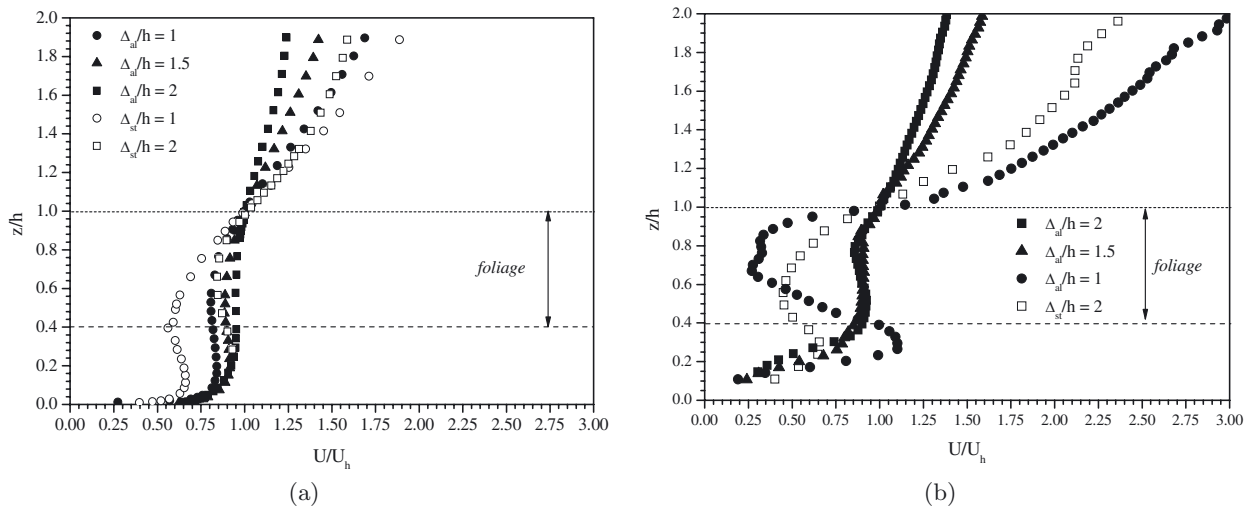 2.0
1.8
1.6
1.4
1.2
1.0
0.8
0.6
0.4
0.2
0.0
z/h
Δal/h = 1
Δal/h = 1.5
Δal/h = 2
Δst/h = 1
Δst/h = 2
foliage
0.00 0.25 0.50 0.75 1.00 1.25 1.50 1.75 2.00 2.25 2.50 2.75 3.00
U/Uh
(a)
2.0
1.8
1.6
1.4
1.2
1.0
0.8
0.6
0.4
0.2
0.0
z/h
Δal/h = 2
Δal/h = 1.5
Δal/h = 1
Δst/h = 2
foliage
0.00 0.25 0.50 0.75 1.00 1.25 1.50 1.75 2.00 2.25 2.50 2.75 3.00
U/Uh
(b)